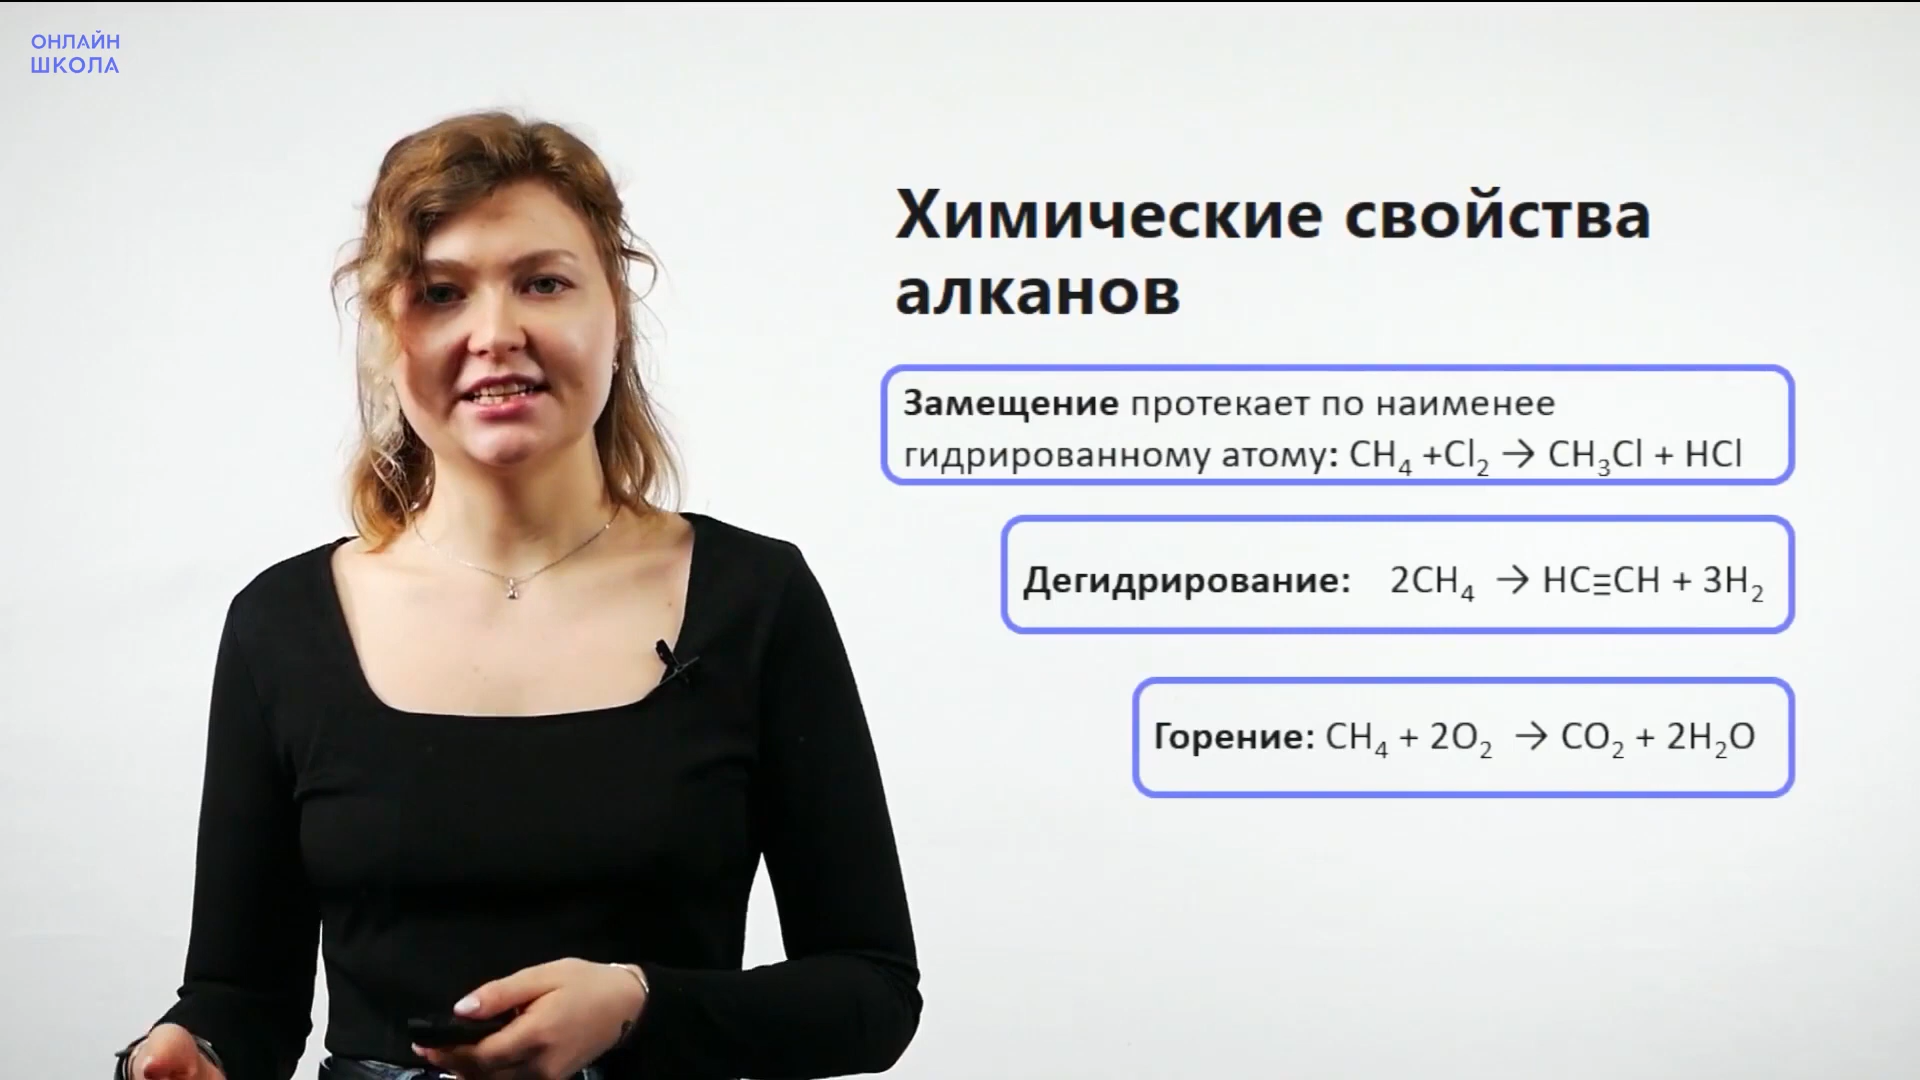 ОНЛАЙН
ШКОЛА
Химические свойства
алканов
Замещение протекает по наименее
гидрированному атому: CH₄ +Cl₂ → CH₃Cl + HCl
Дегидрирование: 2CH₄ → HC≡CH + 3H₂
Горение: CH₄ + 2O₂ → CO₂ + 2H₂O